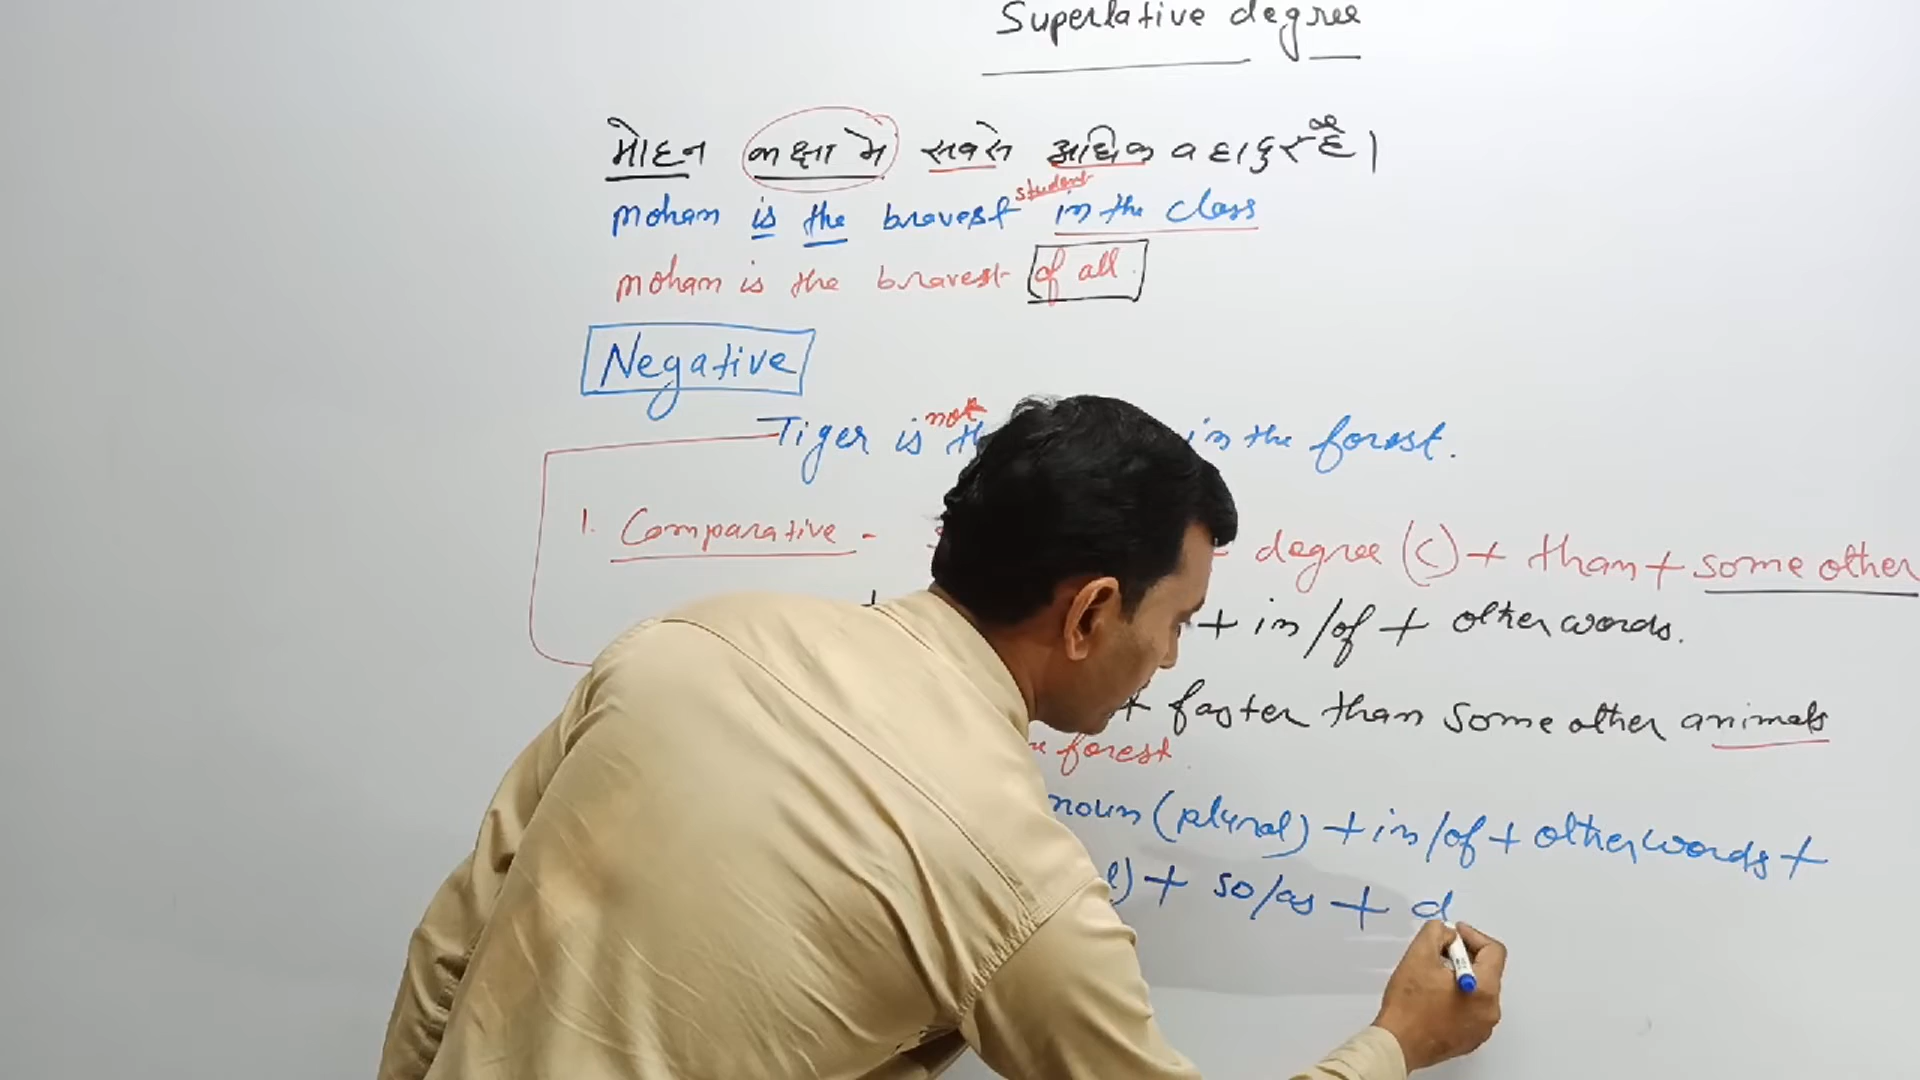 Superlative degree
मोहन कक्षा में सबसे अधिक बहादुर है।
student
Mohan is the bravest in the class
Mohan is the bravest of all.
Negative
not
Tiger is in the forest.
1. Comparative - degree (C) + than + some other
+ in/of + other words.
faster than some other animals
forest
noun (plural) + in/of + other words +
+ so/as + d